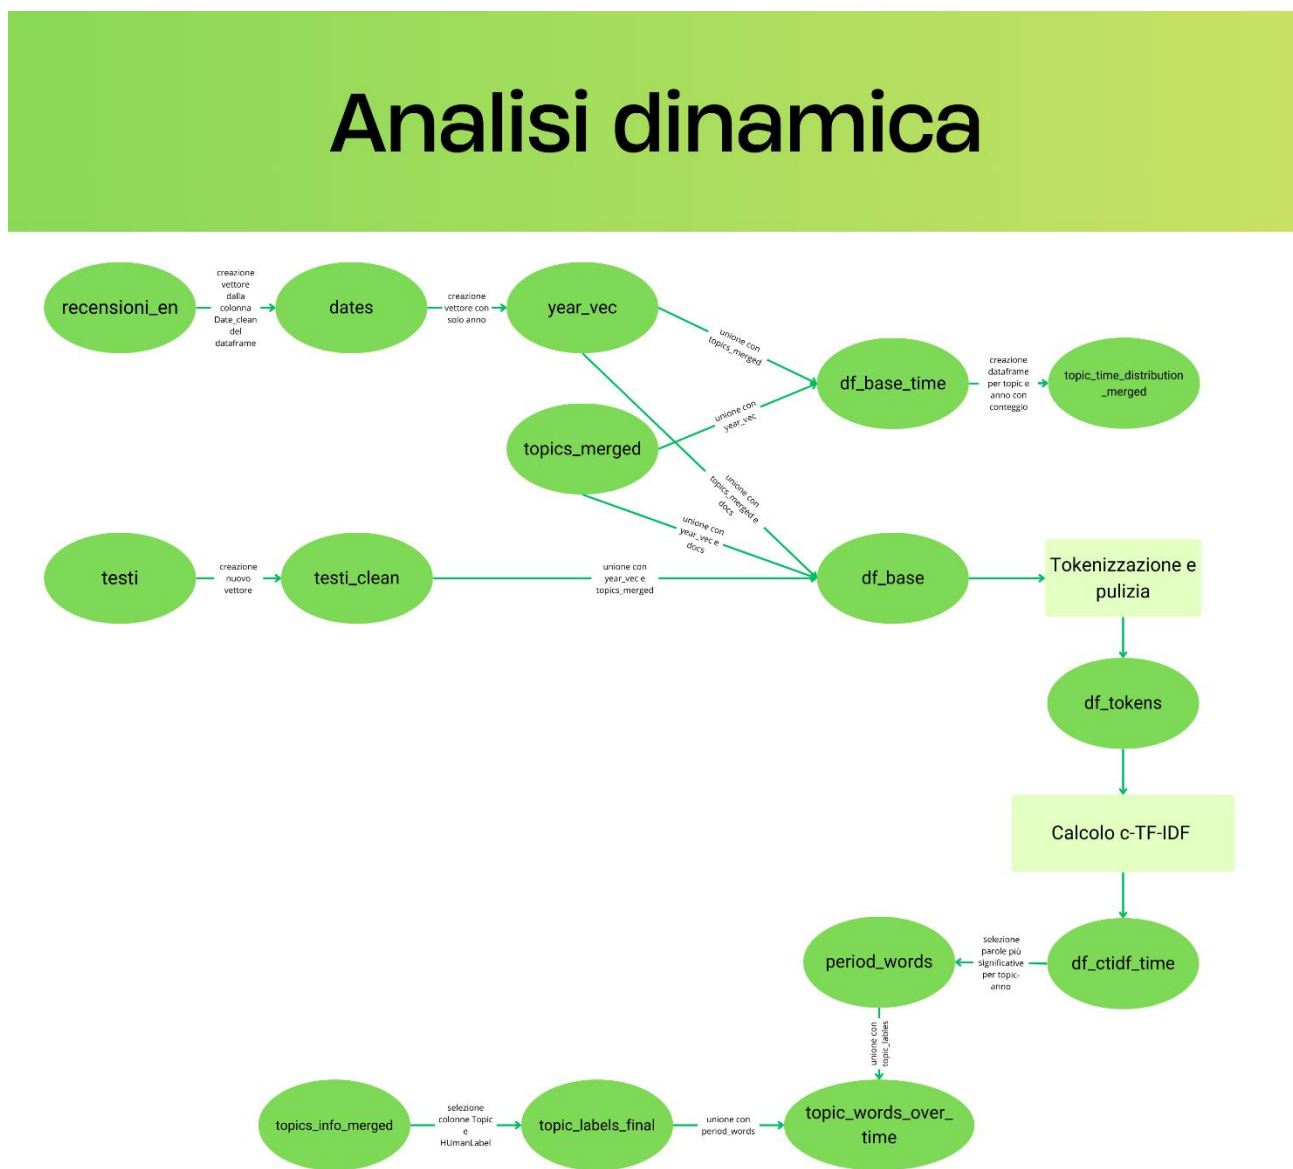 Analisi dinamica
recensioni_en
creazione
vettore
dalla
colonna
Date_clean
del
dataframe
dates
creazione
vettore con
solo anno
year_vec
unione con
topics_merged
df_base_time
creazione
dataframe
per topic e
anno con
conteggio
topic_time_distribution
_merged
topics_merged
unione con
year_vec
unione con
topics_merged e
docs
unione con
year_vec e
docs
testi
creazione
nuovo
vettore
testi_clean
unione con
year_vec e
topics_merged
df_base
Tokenizzazione e
pulizia
df_tokens
Calcolo c-TF-IDF
df_ctidf_time
selezione
parole più
significative
per topic-
anno
period_words
unione con
topic_lables
topics_info_merged
selezione
colonne Topic
e
HUmanLabel
topic_labels_final
unione con
period_words
topic_words_over_
time